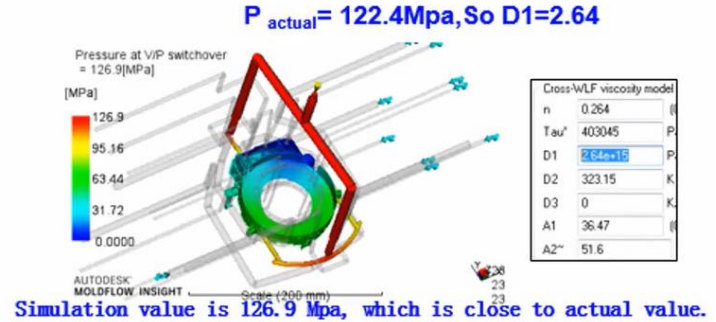 P actual= 122.4Mpa,So D1=2.64
Pressure at V/P switchover
= 126.9[MPa]
[MPa]
126.9
95.16
63.44
31.72
0.0000
AUTODESK
MOLDFLOW INSIGHT
Scale (200 mm)
Y
23
23
Cross-WLF viscosity model
n 0.264
Tau* 403045
D1 2.64e+15
D2 323.15 K
D3 0 K
A1 36.47
A2~ 51.6
Simulation value is 126.9 Mpa, which is close to actual value.